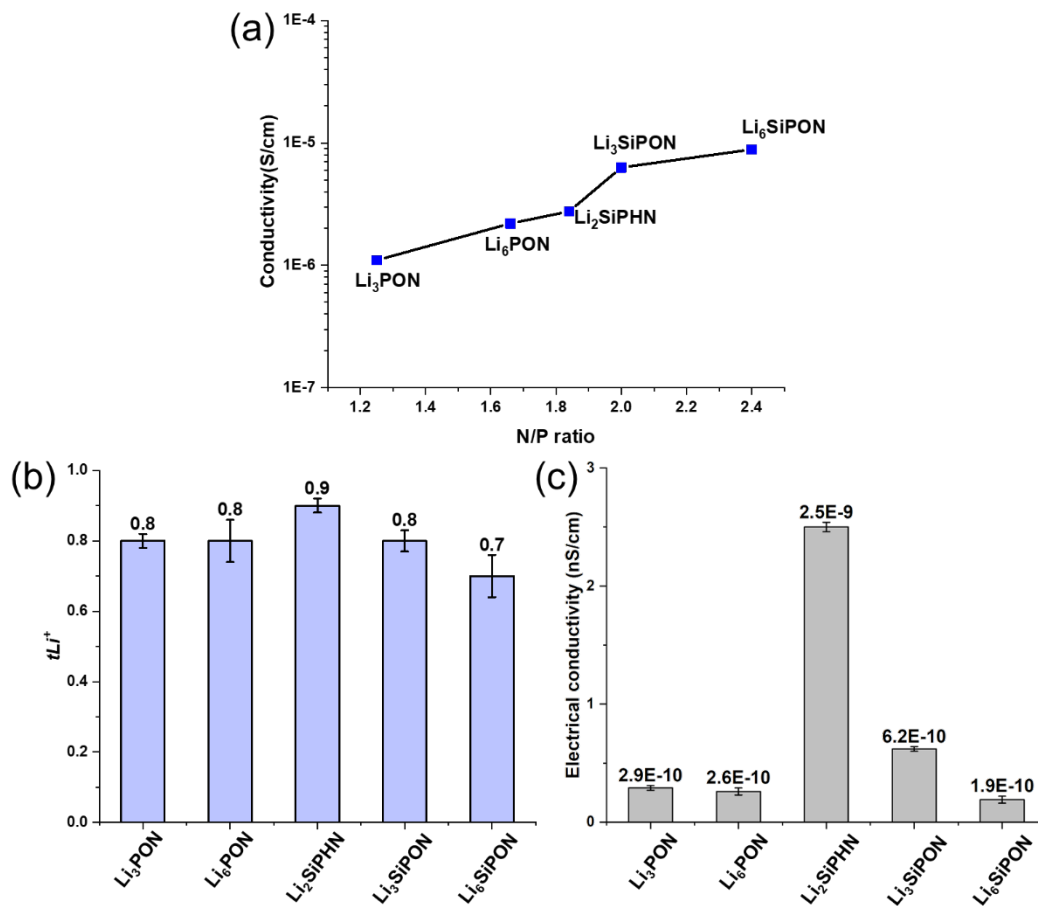 (a)
1E-4
1E-5
1E-6
1E-7
Conductivity(S/cm)
Li₃PON
Li₆PON
Li₂SiPHN
Li₃SiPON
Li₆SiPON
1.2 1.4 1.6 1.8 2.0 2.2 2.4
N/P ratio
(b)
1.0
0.8
0.6
0.4
0.2
0.0
tLi⁺
0.8 0.8 0.9 0.8 0.7
Li₃PON Li₆PON Li₂SiPHN Li₃SiPON Li₆SiPON
(c)
3
2
1
0
Electrical conductivity (nS/cm)
2.9E-10 2.6E-10 2.5E-9 6.2E-10 1.9E-10
Li₃PON Li₆PON Li₂SiPHN Li₃SiPON Li₆SiPON